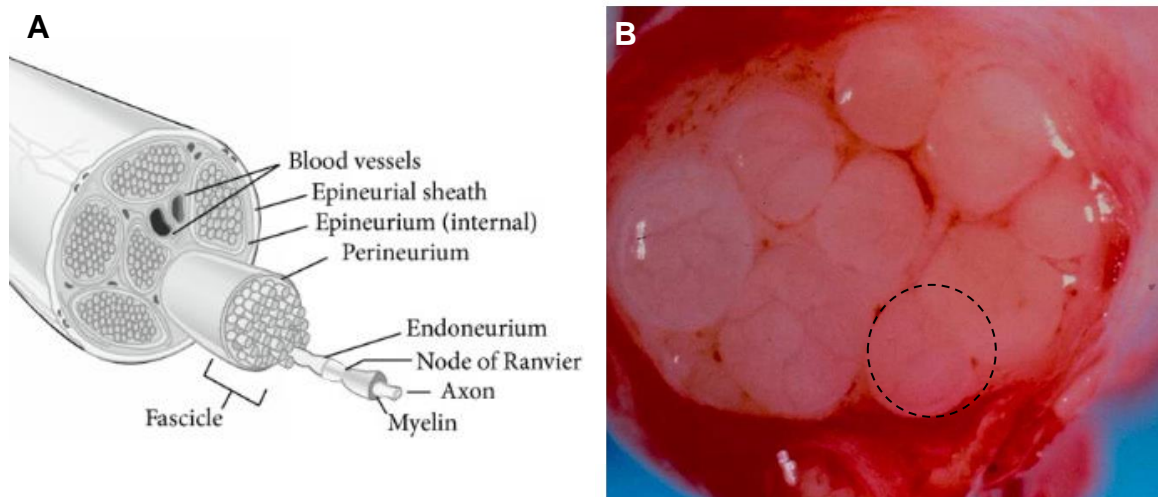 A
B
Blood vessels
Epineurial sheath
Epineurium (internal)
Perineurium
Endoneurium
Node of Ranvier
Axon
Myelin
Fascicle